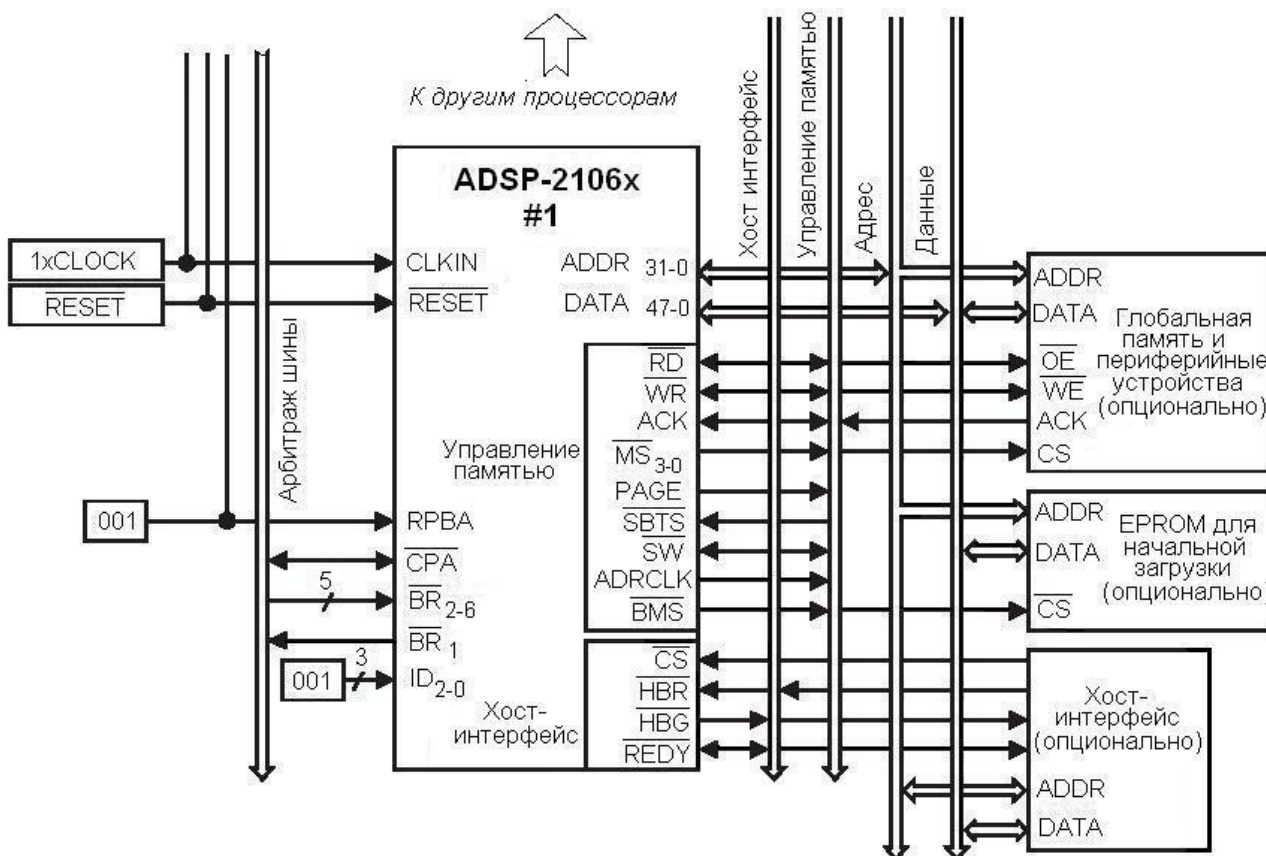 К другим процессорам
Хост интерфейс
Управление памятью
Адрес
Данные
Арбитраж шины
1xCLOCK
RESET
001
5
3
001
ADSP-2106x
#1
CLKIN
RESET
RPBA
CPA
BR 2-6
BR 1
ID 2-0
ADDR 31-0
DATA 47-0
Управление
памятью
RD
WR
ACK
MS 3-0
PAGE
SBTS
SW
ADRCLK
BMS
Хост-
интерфейс
CS
HBR
HBG
REDY
ADDR
DATA
OE
WE
ACK
CS
Глобальная
память и
периферийные
устройства
(опционально)
ADDR
DATA
CS
EPROM для
начальной
загрузки
(опционально)
Хост-
интерфейс
(опционально)
ADDR
DATA